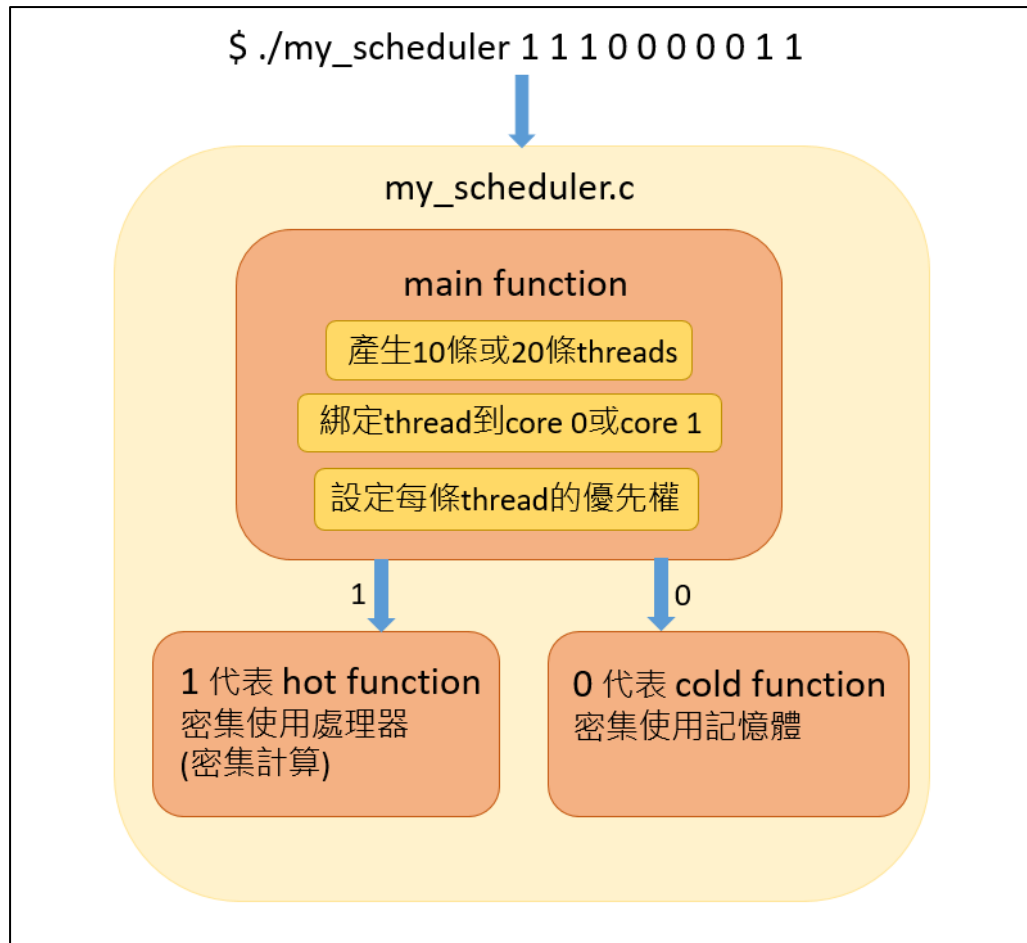 $ ./my_scheduler 1 1 1 0 0 0 0 0 1 1
my_scheduler.c
main function
產生10條或20條threads
綁定thread到core 0或core 1
設定每條thread的優先權
1
0
1 代表 hot function
密集使用處理器
(密集計算)
0 代表 cold function
密集使用記憶體